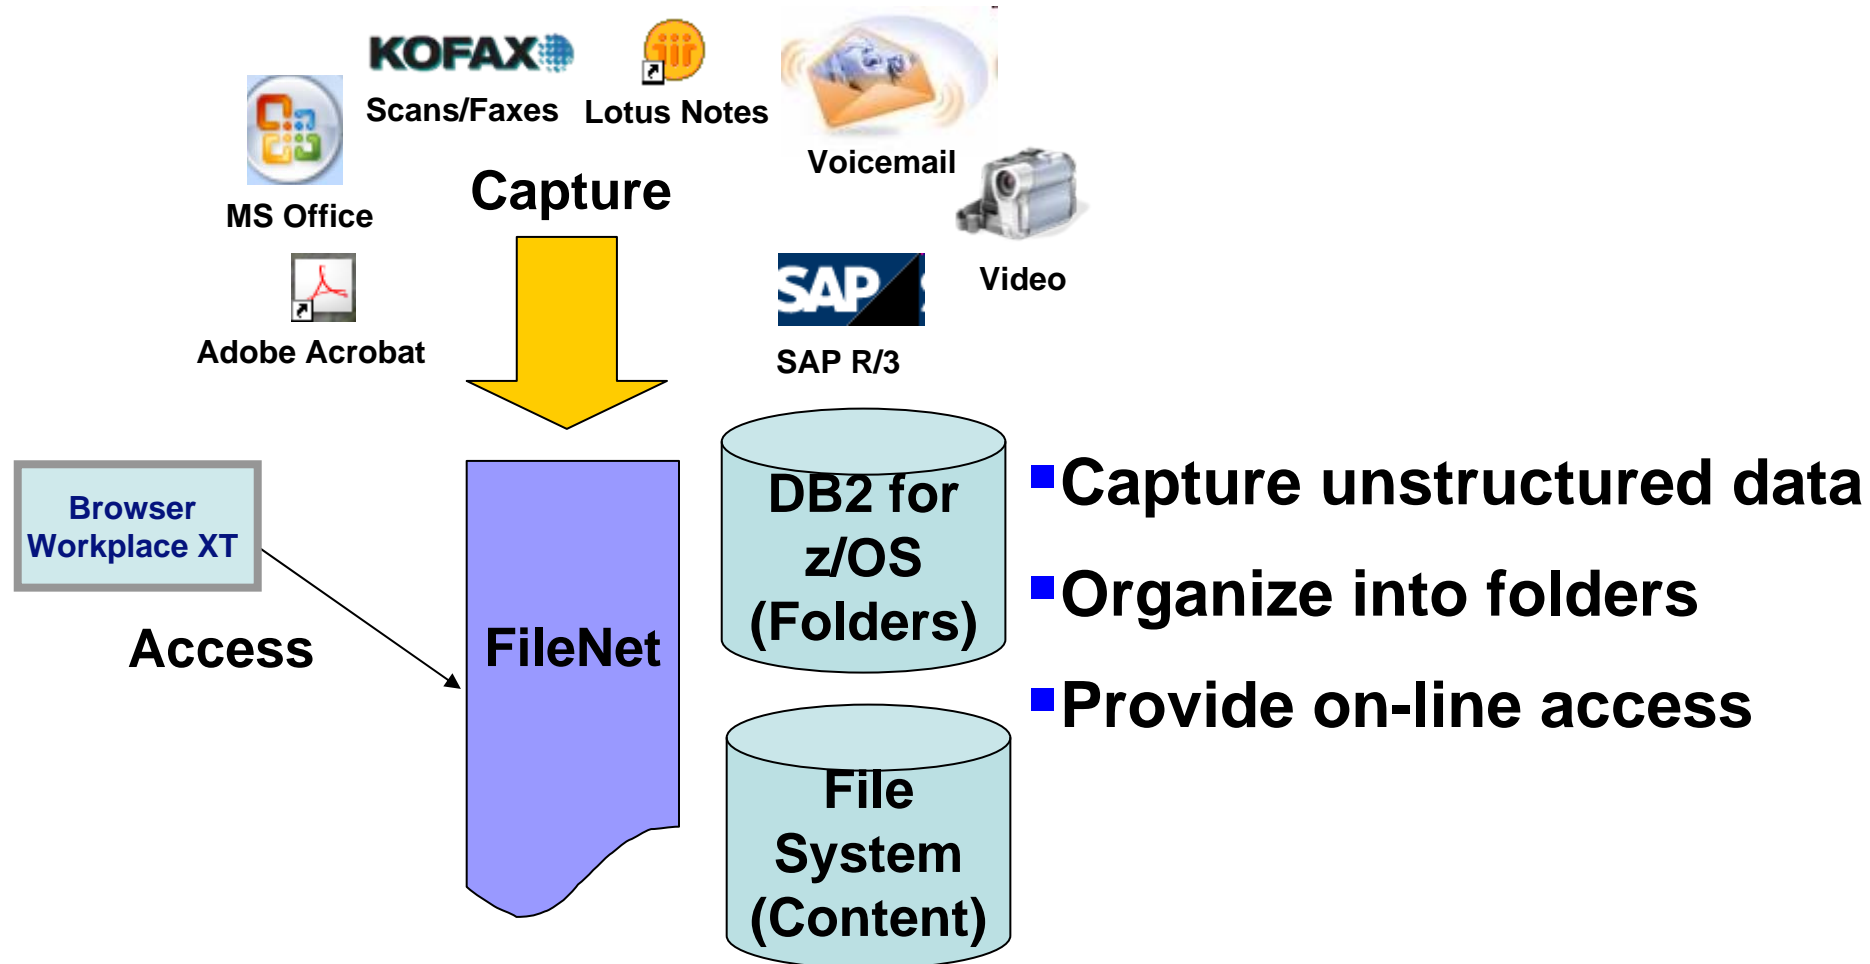 KOFAX
Scans/Faxes
Lotus Notes
Voicemail
MS Office
Capture
Video
Adobe Acrobat
SAP
SAP R/3
Browser
Workplace XT
Access
FileNet
DB2 for
z/OS
(Folders)
File
System
(Content)
Capture unstructured data
Organize into folders
Provide on-line access